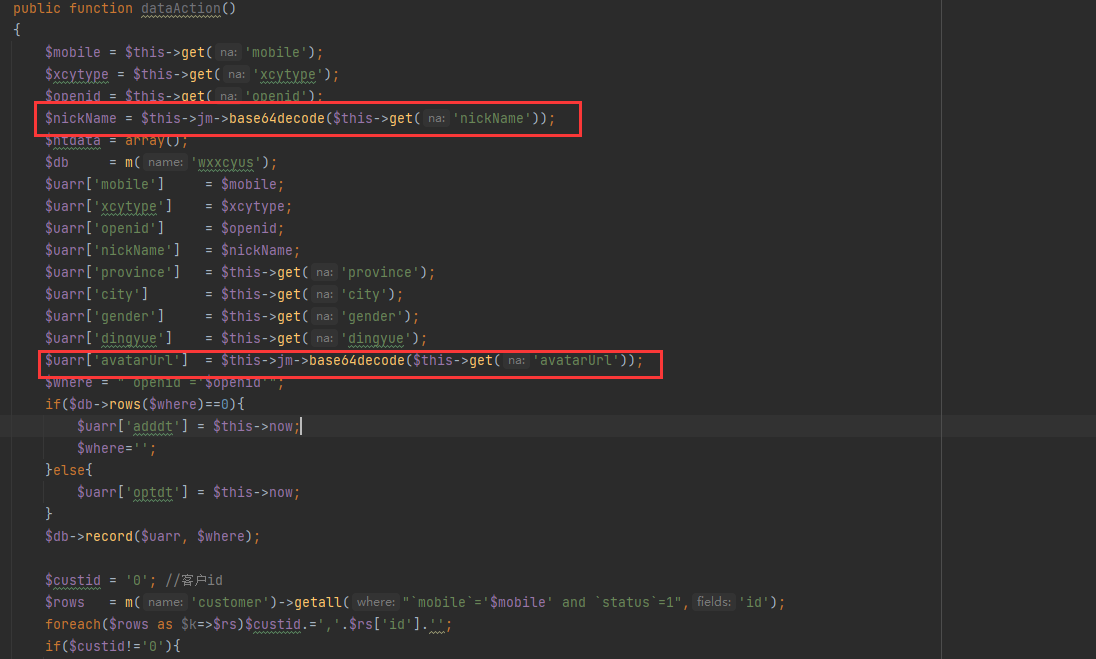 public function dataAction()
{
$mobile = $this->get( na: 'mobile');
$xcytype = $this->get( na: 'xcytype');
$openid = $this->get( na: 'openid');
$nickName = $this->jm->base64decode($this->get( na: 'nickName'));
$htdata = array();
$db = m( name: 'wxxcyus');
$uarr['mobile'] = $mobile;
$uarr['xcytype'] = $xcytype;
$uarr['openid'] = $openid;
$uarr['nickName'] = $nickName;
$uarr['province'] = $this->get( na: 'province');
$uarr['city'] = $this->get( na: 'city');
$uarr['gender'] = $this->get( na: 'gender');
$uarr['dingyue'] = $this->get( na: 'dingyue');
$uarr['avatarUrl'] = $this->jm->base64decode($this->get( na: 'avatarUrl'));
$where = "`openid`='$openid'";
if($db->rows($where)==0){
$uarr['adddt'] = $this->now;
$where='';
}else{
$uarr['optdt'] = $this->now;
}
$db->record($uarr, $where);
$custid = '0'; //客户id
$rows = m( name: 'customer')->getall( where: "`mobile`='$mobile' and `status`=1", fields: 'id');
foreach($rows as $k=>$rs)$custid.=','.$rs['id'].'';
if($custid!='0'){